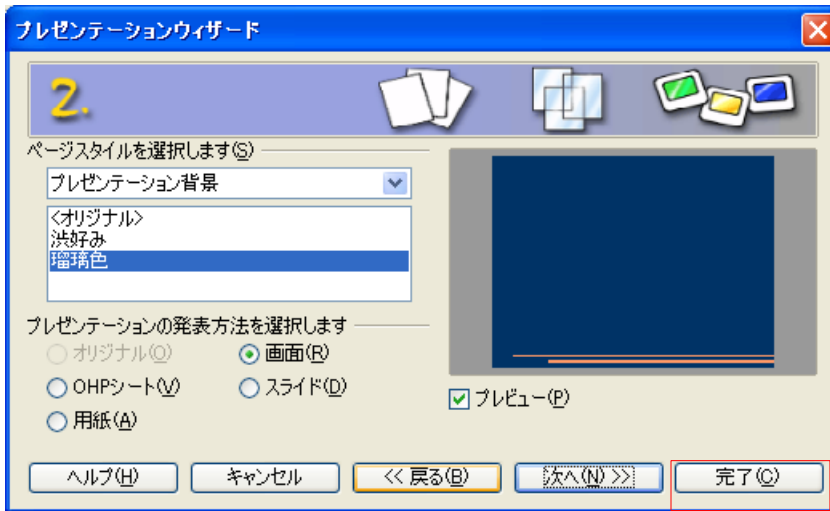 プレゼンテーションウィザード
2.
ページスタイルを選択します(S)
プレゼンテーション背景
<オリジナル>
渋好み
瑠璃色
プレゼンテーションの発表方法を選択します
オリジナル(O) 画面(R)
OHPシート(V) スライド(D)
用紙(A)
プレビュー(P)
ヘルプ(H) キャンセル << 戻る(B) 次へ(N) >> 完了(C)